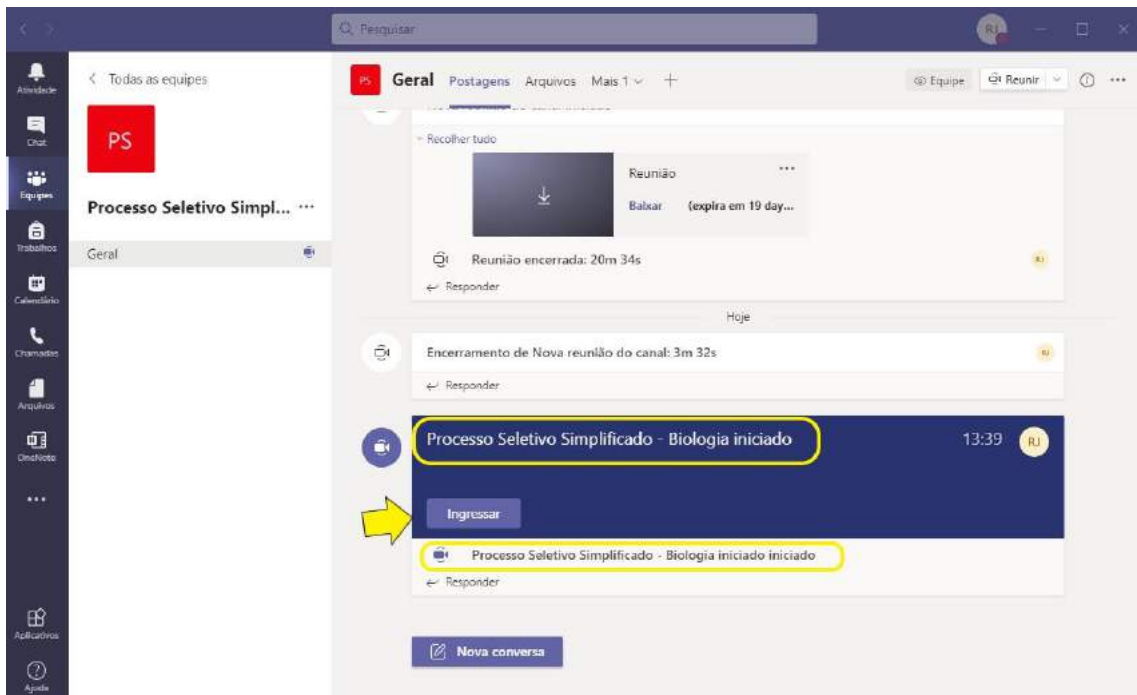 Pesquisar
RJ
Atividade
Chat
Equipes
Trabalhos
Calendário
Chamadas
Arquivos
OneNote
Aplicativos
Ajuda
Todas as equipes
PS
Processo Seletivo Simpl... ...
Geral
PS Geral Postagens Arquivos Mais 1 +
Equipe Reunir ...
Recolher tudo
Reunião ...
Baixar (expira em 19 day...
Reunião encerrada: 20m 34s
RJ
Responder
Hoje
Encerramento de Nova reunião do canal: 3m 32s
RJ
Responder
Processo Seletivo Simplificado - Biologia iniciado 13:39 RJ
Ingressar
Processo Seletivo Simplificado - Biologia iniciado iniciado
Responder
Nova conversa